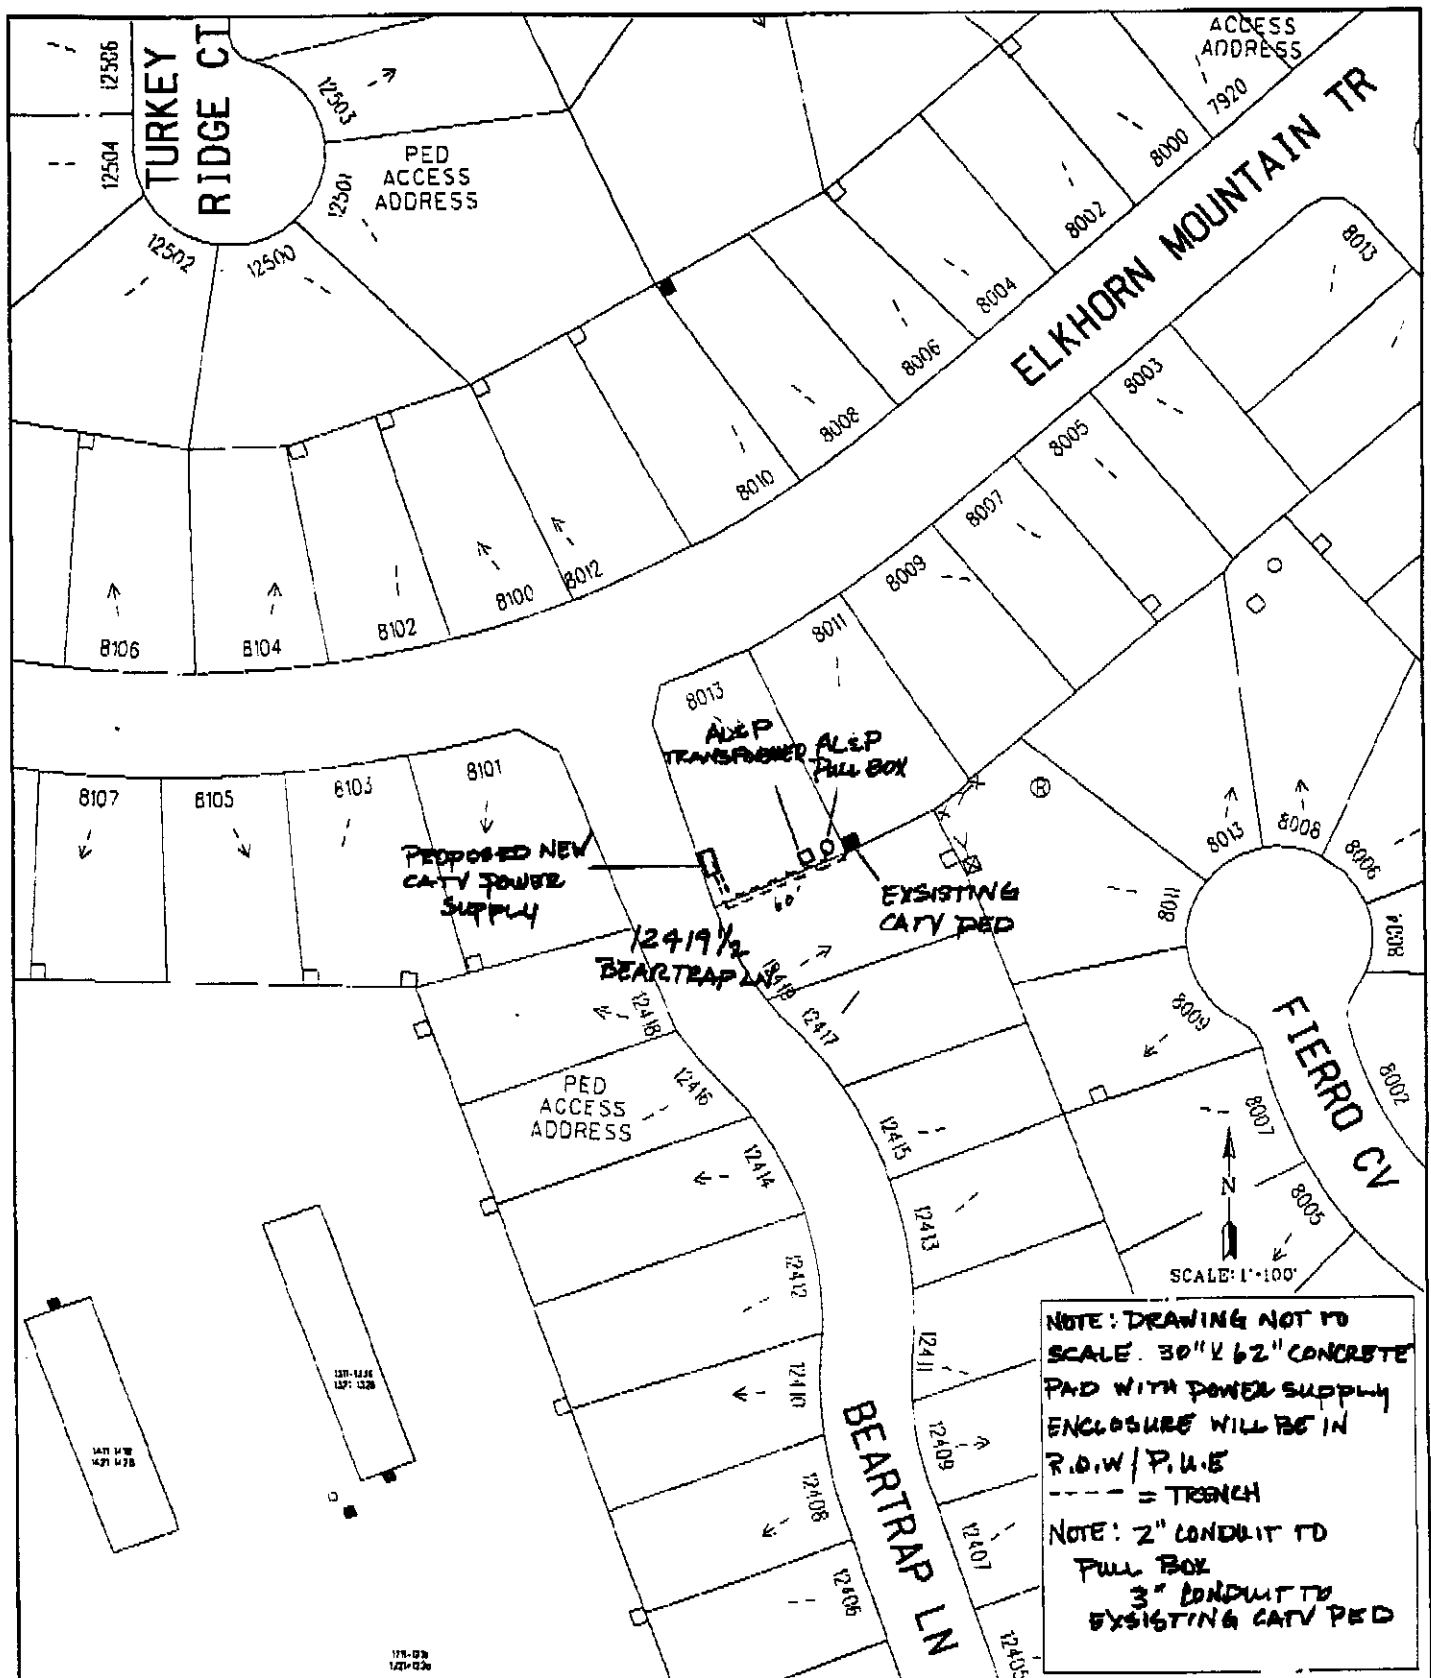 TURKEY
RIDGE CT
12506
12504
12503
12501
12502
12500
PED
ACCESS
ADDRESS
ACCESS
ADDRESS
7920
8000
8002
8004
8006
8008
8010
8012
8100
8102
8104
8106
ELKHORN MOUNTAIN TR
8013
8003
8005
8007
8009
8011
8013
8101
8103
8105
8107
AL&P
TRANSFORMER
AL&P
PULL BOX
PROPOSED NEW
CATV POWER
SUPPLY
60'
EXSISTING
CATV PED
12419 1/2
BEARTRAP LN
R
8013
8008
8006
8011
8009
8007
8005
8002
FIERRO CV
12419
12417
12415
12413
12411
12409
12407
12405
12418
12416
12414
12412
12410
12408
12406
PED
ACCESS
ADDRESS
BEARTRAP LN
N
SCALE: 1"=100'
NOTE: DRAWING NOT TO
SCALE. 30" X 62" CONCRETE
PAD WITH POWER SUPPLY
ENCLOSURE WILL BE IN
R.O.W / P.U.E
---- = TRENCH
NOTE: 2" CONDUIT TO
PULL BOX
3" CONDUIT TO
EXSISTING CATV PED